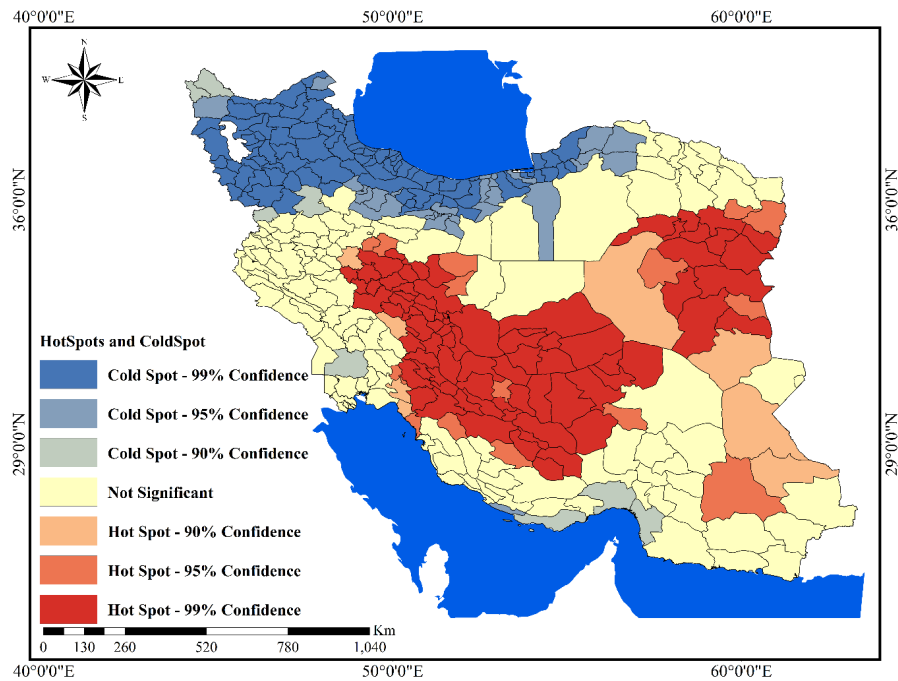 40°0'0"E 50°0'0"E 60°0'0"E
N
W E
S
36°0'0"N 36°0'0"N
29°0'0"N 29°0'0"N
HotSpots and ColdSpot
Cold Spot - 99% Confidence
Cold Spot - 95% Confidence
Cold Spot - 90% Confidence
Not Significant
Hot Spot - 90% Confidence
Hot Spot - 95% Confidence
Hot Spot - 99% Confidence
Km
0 130 260 520 780 1,040
40°0'0"E 50°0'0"E 60°0'0"E